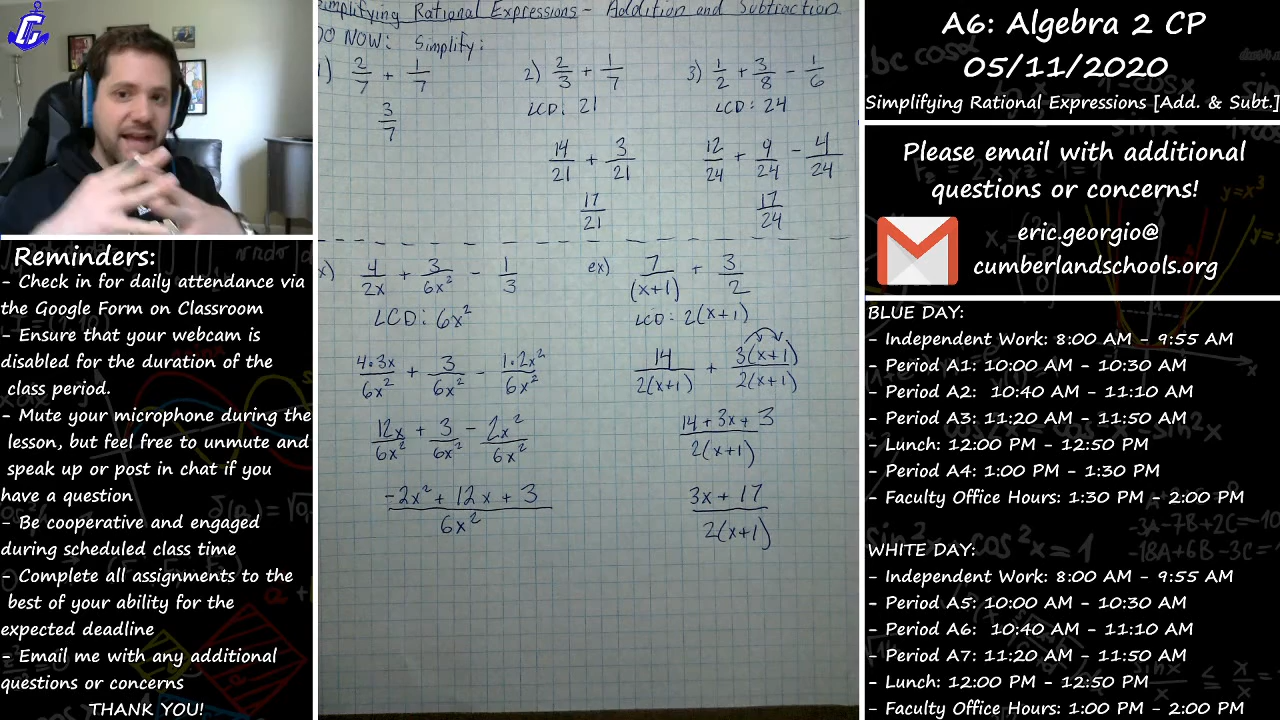 Simplifying Rational Expressions - Addition and Subtraction
DO NOW: Simplify:
1) 2/7 + 1/7
3/7
2) 2/3 + 1/7
LCD: 21
14/21 + 3/21
17/21
3) 1/2 + 3/8 - 1/6
LCD: 24
12/24 + 9/24 - 4/24
17/24
x) 4/2x + 3/6x² - 1/3
LCD: 6x²
4·3x/6x² + 3/6x² - 1·2x²/6x²
12x/6x² + 3/6x² - 2x²/6x²
-2x² + 12x + 3/6x²
ex) 7/(x+1) + 3/2
LCD: 2(x+1)
14/2(x+1) + 3(x+1)/2(x+1)
14 + 3x + 3/2(x+1)
3x + 17/2(x+1)
Reminders:
- Check in for daily attendance via
the Google Form on Classroom
- Ensure that your webcam is
disabled for the duration of the
class period.
- Mute your microphone during the
lesson, but feel free to unmute and
speak up or post in chat if you
have a question
- Be cooperative and engaged
during scheduled class time
- Complete all assignments to the
best of your ability for the
expected deadline
- Email me with any additional
questions or concerns
THANK YOU!
A6: Algebra 2 CP
05/11/2020
Simplifying Rational Expressions [Add. & Subt.]
Please email with additional
questions or concerns!
eric.georgio@
cumberlandschools.org
BLUE DAY:
- Independent Work: 8:00 AM - 9:55 AM
- Period A1: 10:00 AM - 10:30 AM
- Period A2: 10:40 AM - 11:10 AM
- Period A3: 11:20 AM - 11:50 AM
- Lunch: 12:00 PM - 12:50 PM
- Period A4: 1:00 PM - 1:30 PM
- Faculty Office Hours: 1:30 PM - 2:00 PM
WHITE DAY:
- Independent Work: 8:00 AM - 9:55 AM
- Period A5: 10:00 AM - 10:30 AM
- Period A6: 10:40 AM - 11:10 AM
- Period A7: 11:20 AM - 11:50 AM
- Lunch: 12:00 PM - 12:50 PM
- Faculty Office Hours: 1:00 PM - 2:00 PM